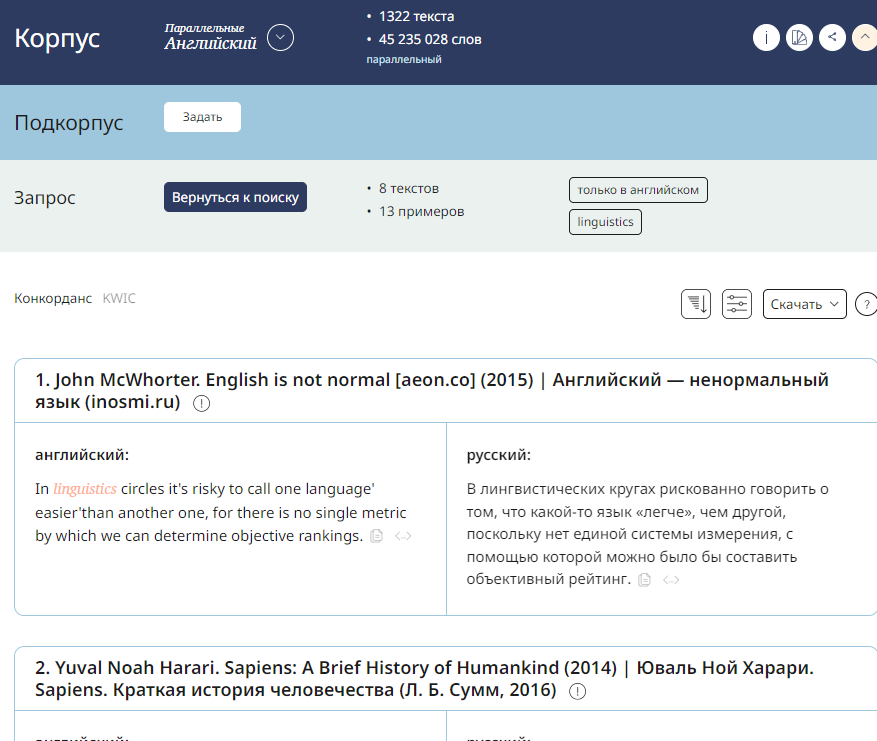 Корпус
Параллельные
Английский
• 1322 текста
• 45 235 028 слов
параллельный
i
Подкорпус
Задать
Запрос
Вернуться к поиску
• 8 текстов
• 13 примеров
только в английском
linguistics
Конкорданс KWIC
Скачать
?
1. John McWhorter. English is not normal [aeon.co] (2015) | Английский — ненормальный
язык (inosmi.ru)
английский:
In linguistics circles it's risky to call one language'
easier'than another one, for there is no single metric
by which we can determine objective rankings.
русский:
В лингвистических кругах рискованно говорить о
том, что какой-то язык «легче», чем другой,
поскольку нет единой системы измерения, с
помощью которой можно было бы составить
объективный рейтинг.
2. Yuval Noah Harari. Sapiens: A Brief History of Humankind (2014) | Юваль Ной Харари.
Sapiens. Краткая история человечества (Л. Б. Сумм, 2016)
английский:
русский: